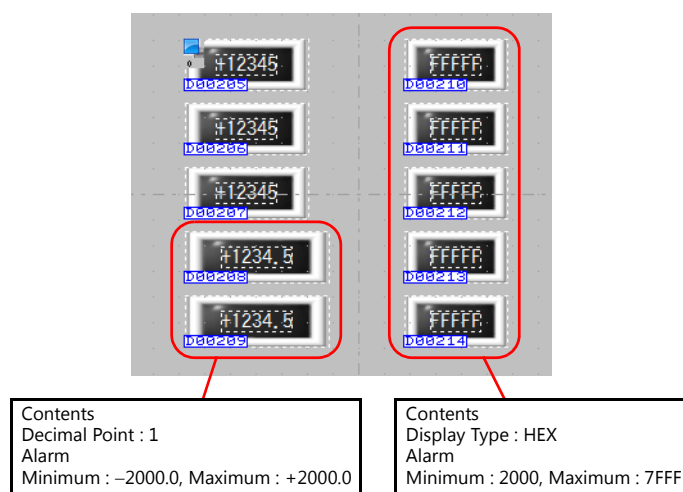 +12345
D00205
+12345
D00206
+12345
D00207
+1234.5
D00208
+1234.5
D00209
FFFFF
D00210
FFFFF
D00211
FFFFF
D00212
FFFFF
D00213
FFFFF
D00214
Contents
Decimal Point : 1
Alarm
Minimum : −2000.0, Maximum : +2000.0
Contents
Display Type : HEX
Alarm
Minimum : 2000, Maximum : 7FFF